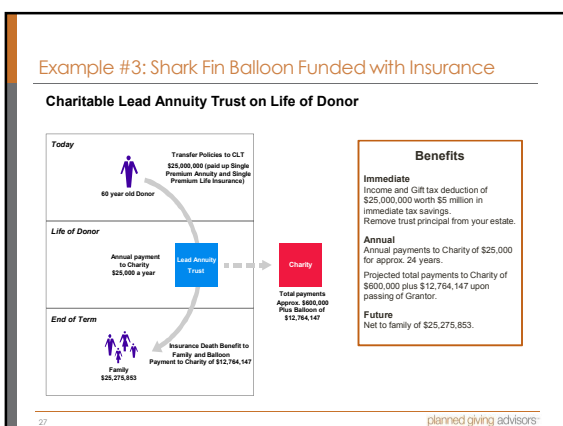 Example #3: Shark Fin Balloon Funded with Insurance
Charitable Lead Annuity Trust on Life of Donor
Today
Transfer Policies to CLT
$25,000,000 (paid up Single
Premium Annuity and Single
Premium Life Insurance)
60 year old Donor
Life of Donor
Annual payment
to Charity
$25,000 a year
Lead Annuity
Trust
Charity
Total payments
Approx. $600,000
Plus Balloon of
$12,764,147
End of Term
Insurance Death Benefit to
Family and Balloon
Payment to Charity of $12,764,147
Family
$25,275,853
Benefits
Immediate
Income and Gift tax deduction of
$25,000,000 worth $5 million in
immediate tax savings.
Remove trust principal from your estate.
Annual
Annual payments to Charity of $25,000
for approx. 24 years.
Projected total payments to Charity of
$600,000 plus $12,764,147 upon
passing of Grantor.
Future
Net to family of $25,275,853.
27
planned giving advisors